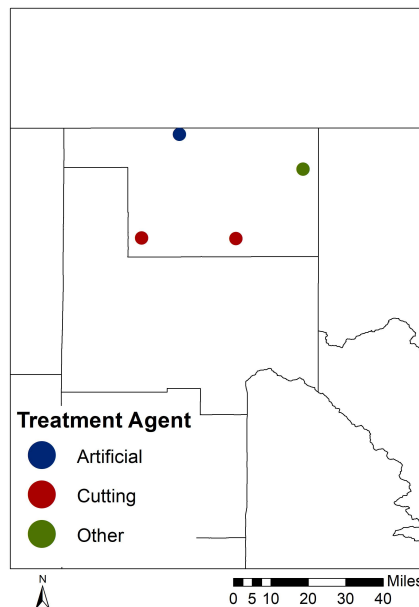 Treatment Agent
Artificial
Cutting
Other
N
Miles
0 5 10 20 30 40